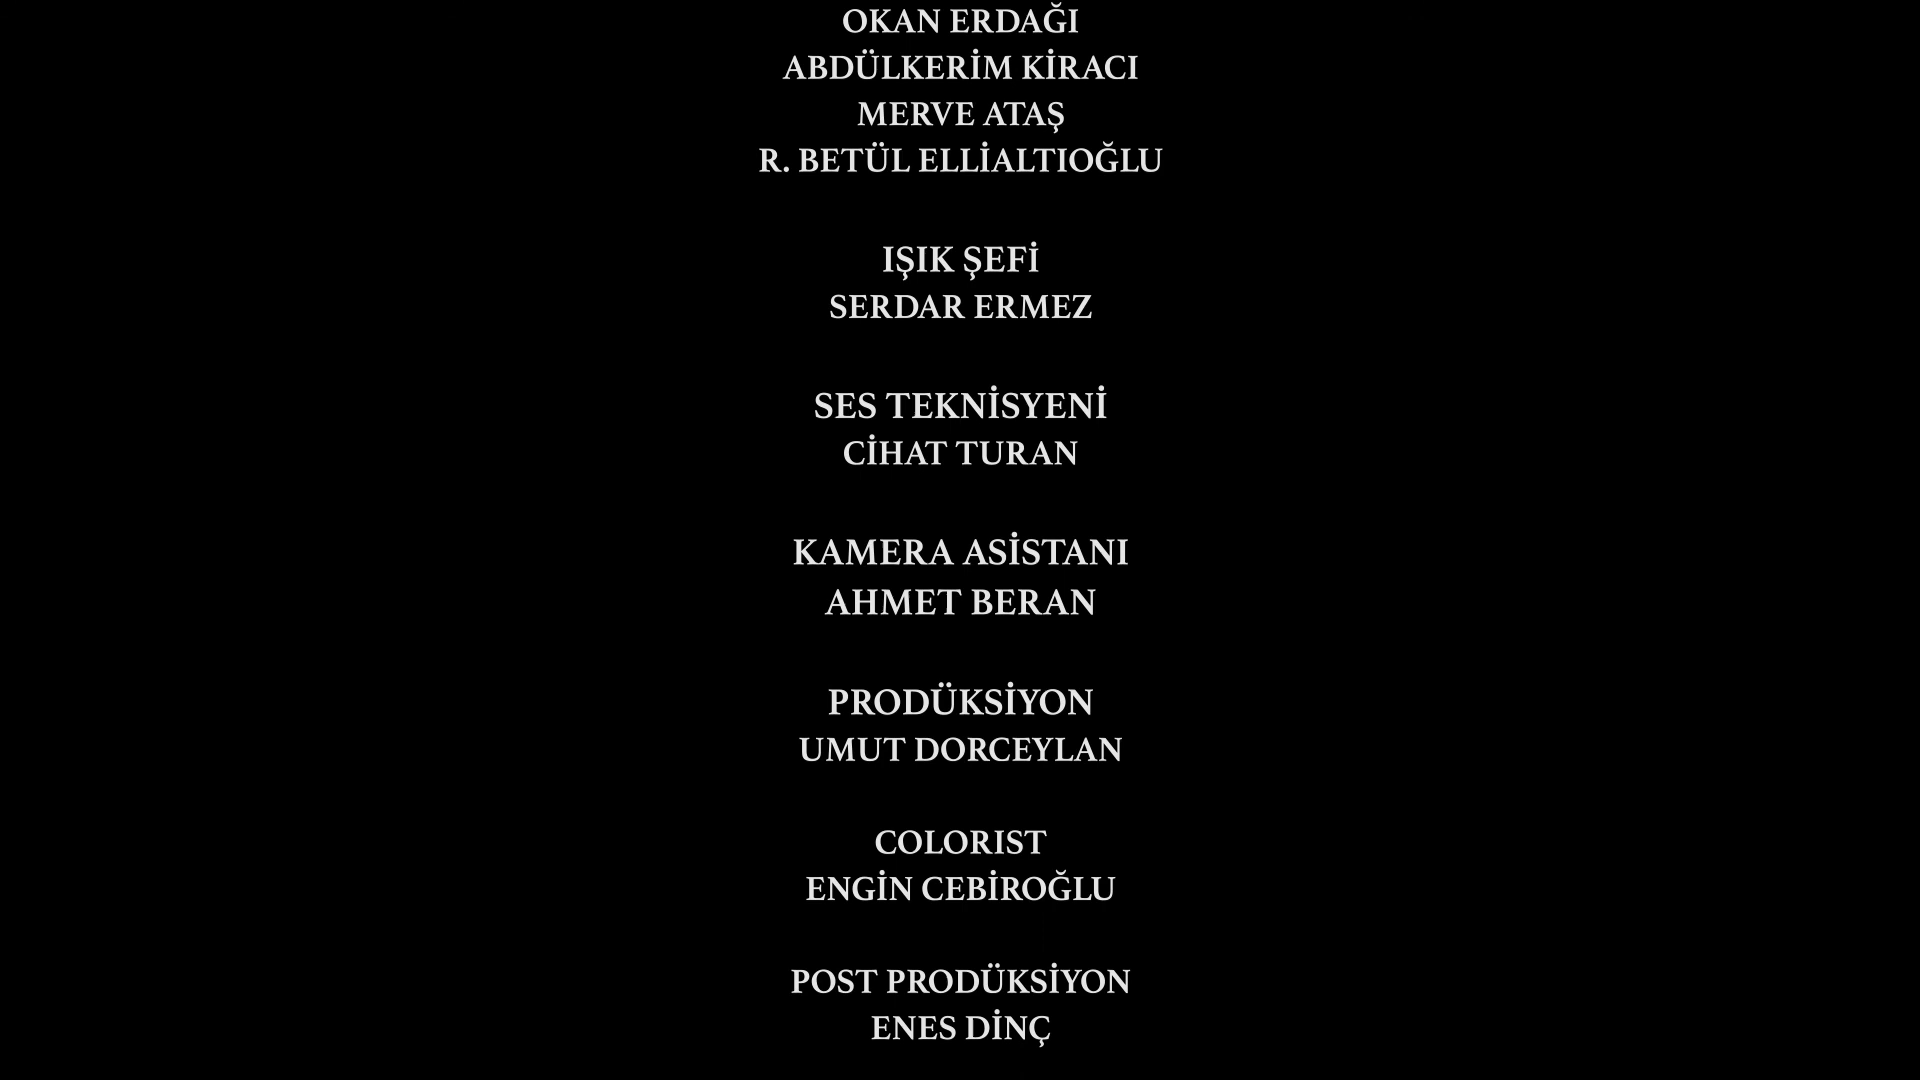 OKAN ERDAĞI
ABDÜLKERİM KİRACI
MERVE ATAŞ
R. BETÜL ELLİALTIOĞLU
IŞIK ŞEFİ
SERDAR ERMEZ
SES TEKNİSYENİ
CİHAT TURAN
KAMERA ASİSTANI
AHMET BERAN
PRODÜKSİYON
UMUT DORCEYLAN
COLORIST
ENGİN CEBİROĞLU
POST PRODÜKSİYON
ENES DİNÇ